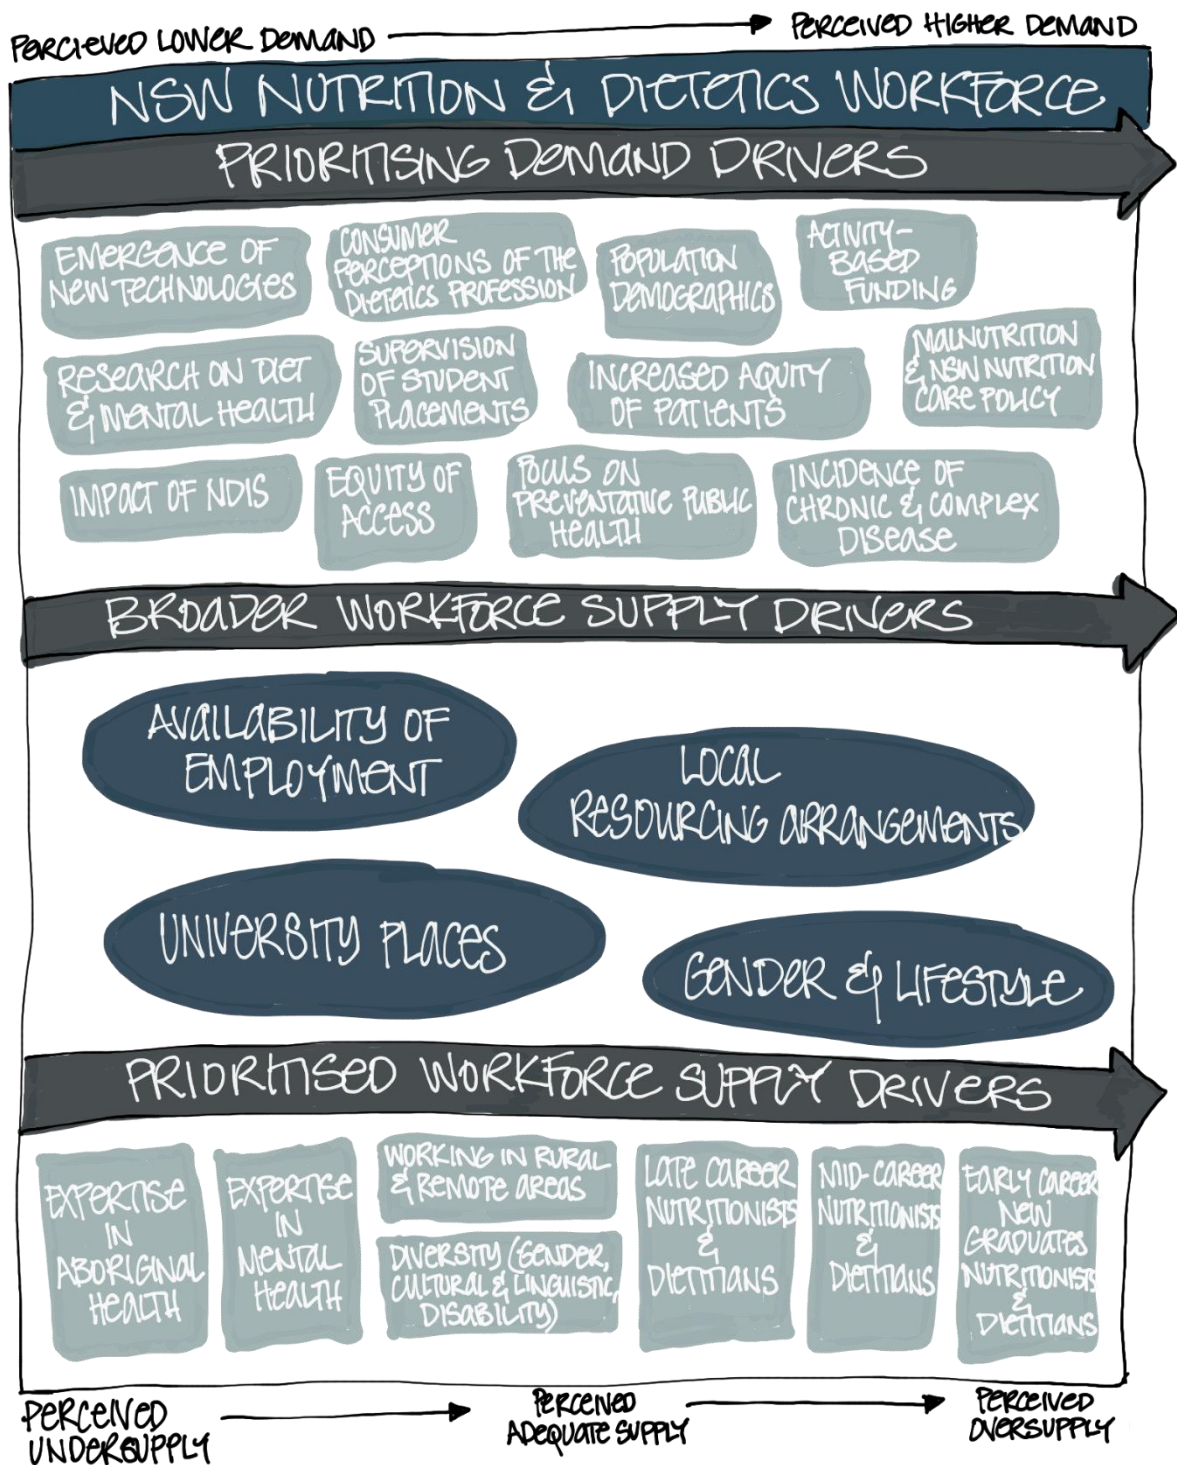 PERCIEVED LOWER DEMAND
PERCEIVED HIGHER DEMAND
NSW NUTRITION & DIETETICS WORKFORCE
PRIORITISING DEMAND DRIVERS
EMERGENCE OF
NEW TECHNOLOGIES
CONSUMER
PERCEPTIONS OF THE
DIETETICS PROFESSION
POPULATION
DEMOGRAPHICS
ACTIVITY-
BASED
FUNDING
RESEARCH ON DIET
& MENTAL HEALTH
SUPERVISION
OF STUDENT
PLACEMENTS
INCREASED AQUITY
OF PATIENTS
MALNUTRITION
& NSW NUTRITION
CARE POLICY
IMPACT OF NDIS
EQUITY OF
ACCESS
FOCUS ON
PREVENTATIVE PUBLIC
HEALTH
INCIDENCE OF
CHRONIC & COMPLEX
DISEASE
BROADER WORKFORCE SUPPLY DRIVERS
AVAILABILITY OF
EMPLOYMENT
LOCAL
RESOURCING ARRANGEMENTS
UNIVERSITY PLACES
GENDER & LIFESTYLE
PRIORITISED WORKFORCE SUPPLY DRIVERS
EXPERTISE
IN
ABORIGINAL
HEALTH
EXPERTISE
IN
MENTAL
HEALTH
WORKING IN RURAL
& REMOTE AREAS
DIVERSITY (GENDER,
CULTURAL & LINGUISTIC,
DISABILITY)
LATE CAREER
NUTRITIONISTS
&
DIETITIANS
MID-CAREER
NUTRITIONISTS
&
DIETITIANS
EARLY CAREER
NEW
GRADUATES
NUTRITIONISTS
&
DIETITIANS
PERCEIVED
UNDERSUPPLY
PERCEIVED
ADEQUATE SUPPLY
PERCEIVED
OVERSUPPLY